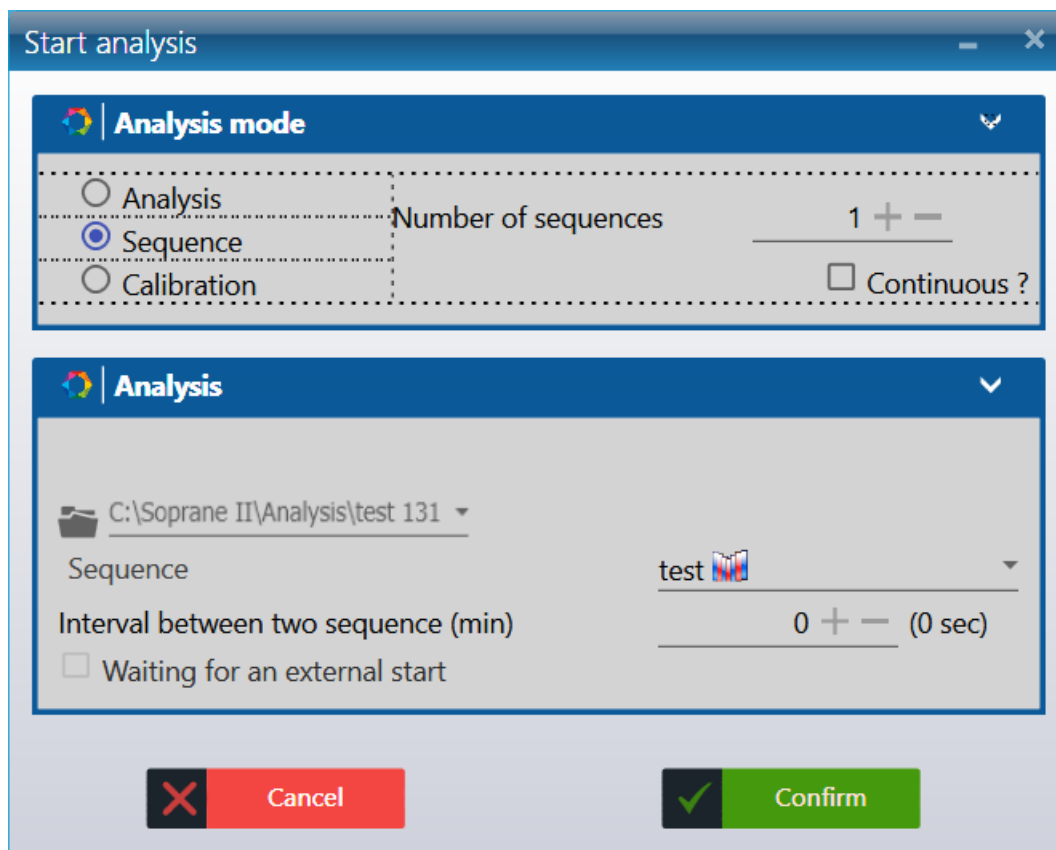 Start analysis
Analysis mode
Analysis
Sequence
Calibration
Number of sequences 1
Continuous ?
Analysis
C:\Soprane II\Analysis\test 131
Sequence test
Interval between two sequence (min) 0 (0 sec)
Waiting for an external start
Cancel Confirm